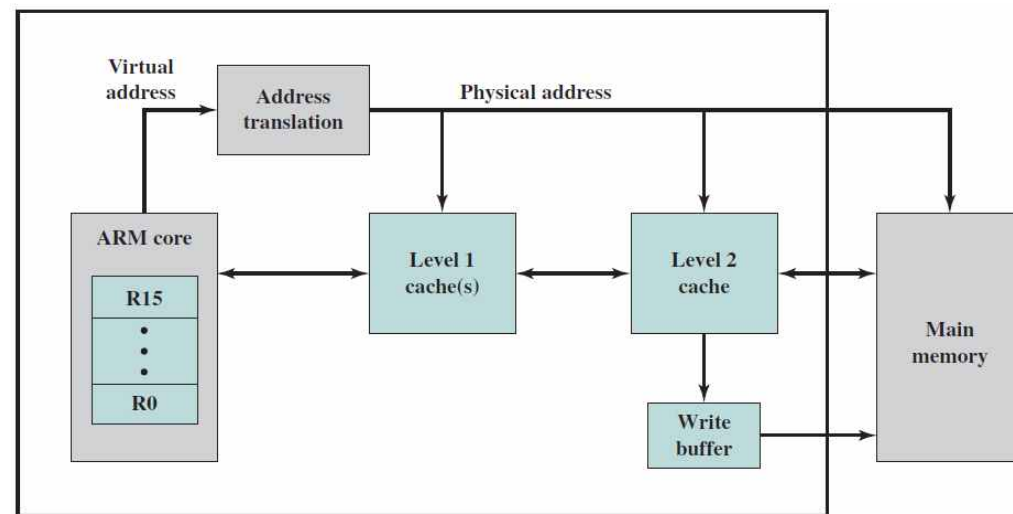 Virtual
address
Address
translation
Physical address
ARM core
R15
R0
Level 1
cache(s)
Level 2
cache
Main
memory
Write
buffer